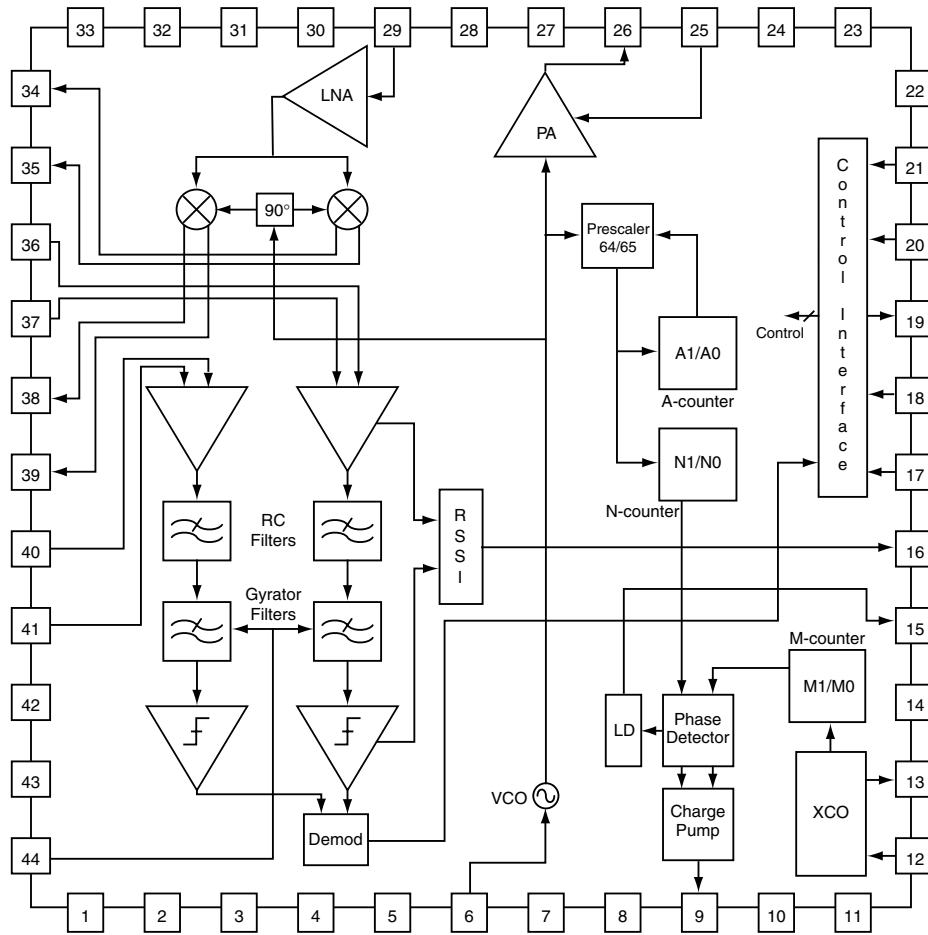 33 32 31 30 29 28 27 26 25 24 23
34
35
36
37
38
39
40
41
42
43
44
22
21
20
19
18
17
16
15
14
13
12
1 2 3 4 5 6 7 8 9 10 11
LNA
PA
90°
Prescaler
64/65
A1/A0
A-counter
N1/N0
N-counter
Control
Control Interface
RC
Filters
Gyrator
Filters
RSSI
M-counter
M1/M0
LD
Phase
Detector
Charge
Pump
XCO
VCO
Demod